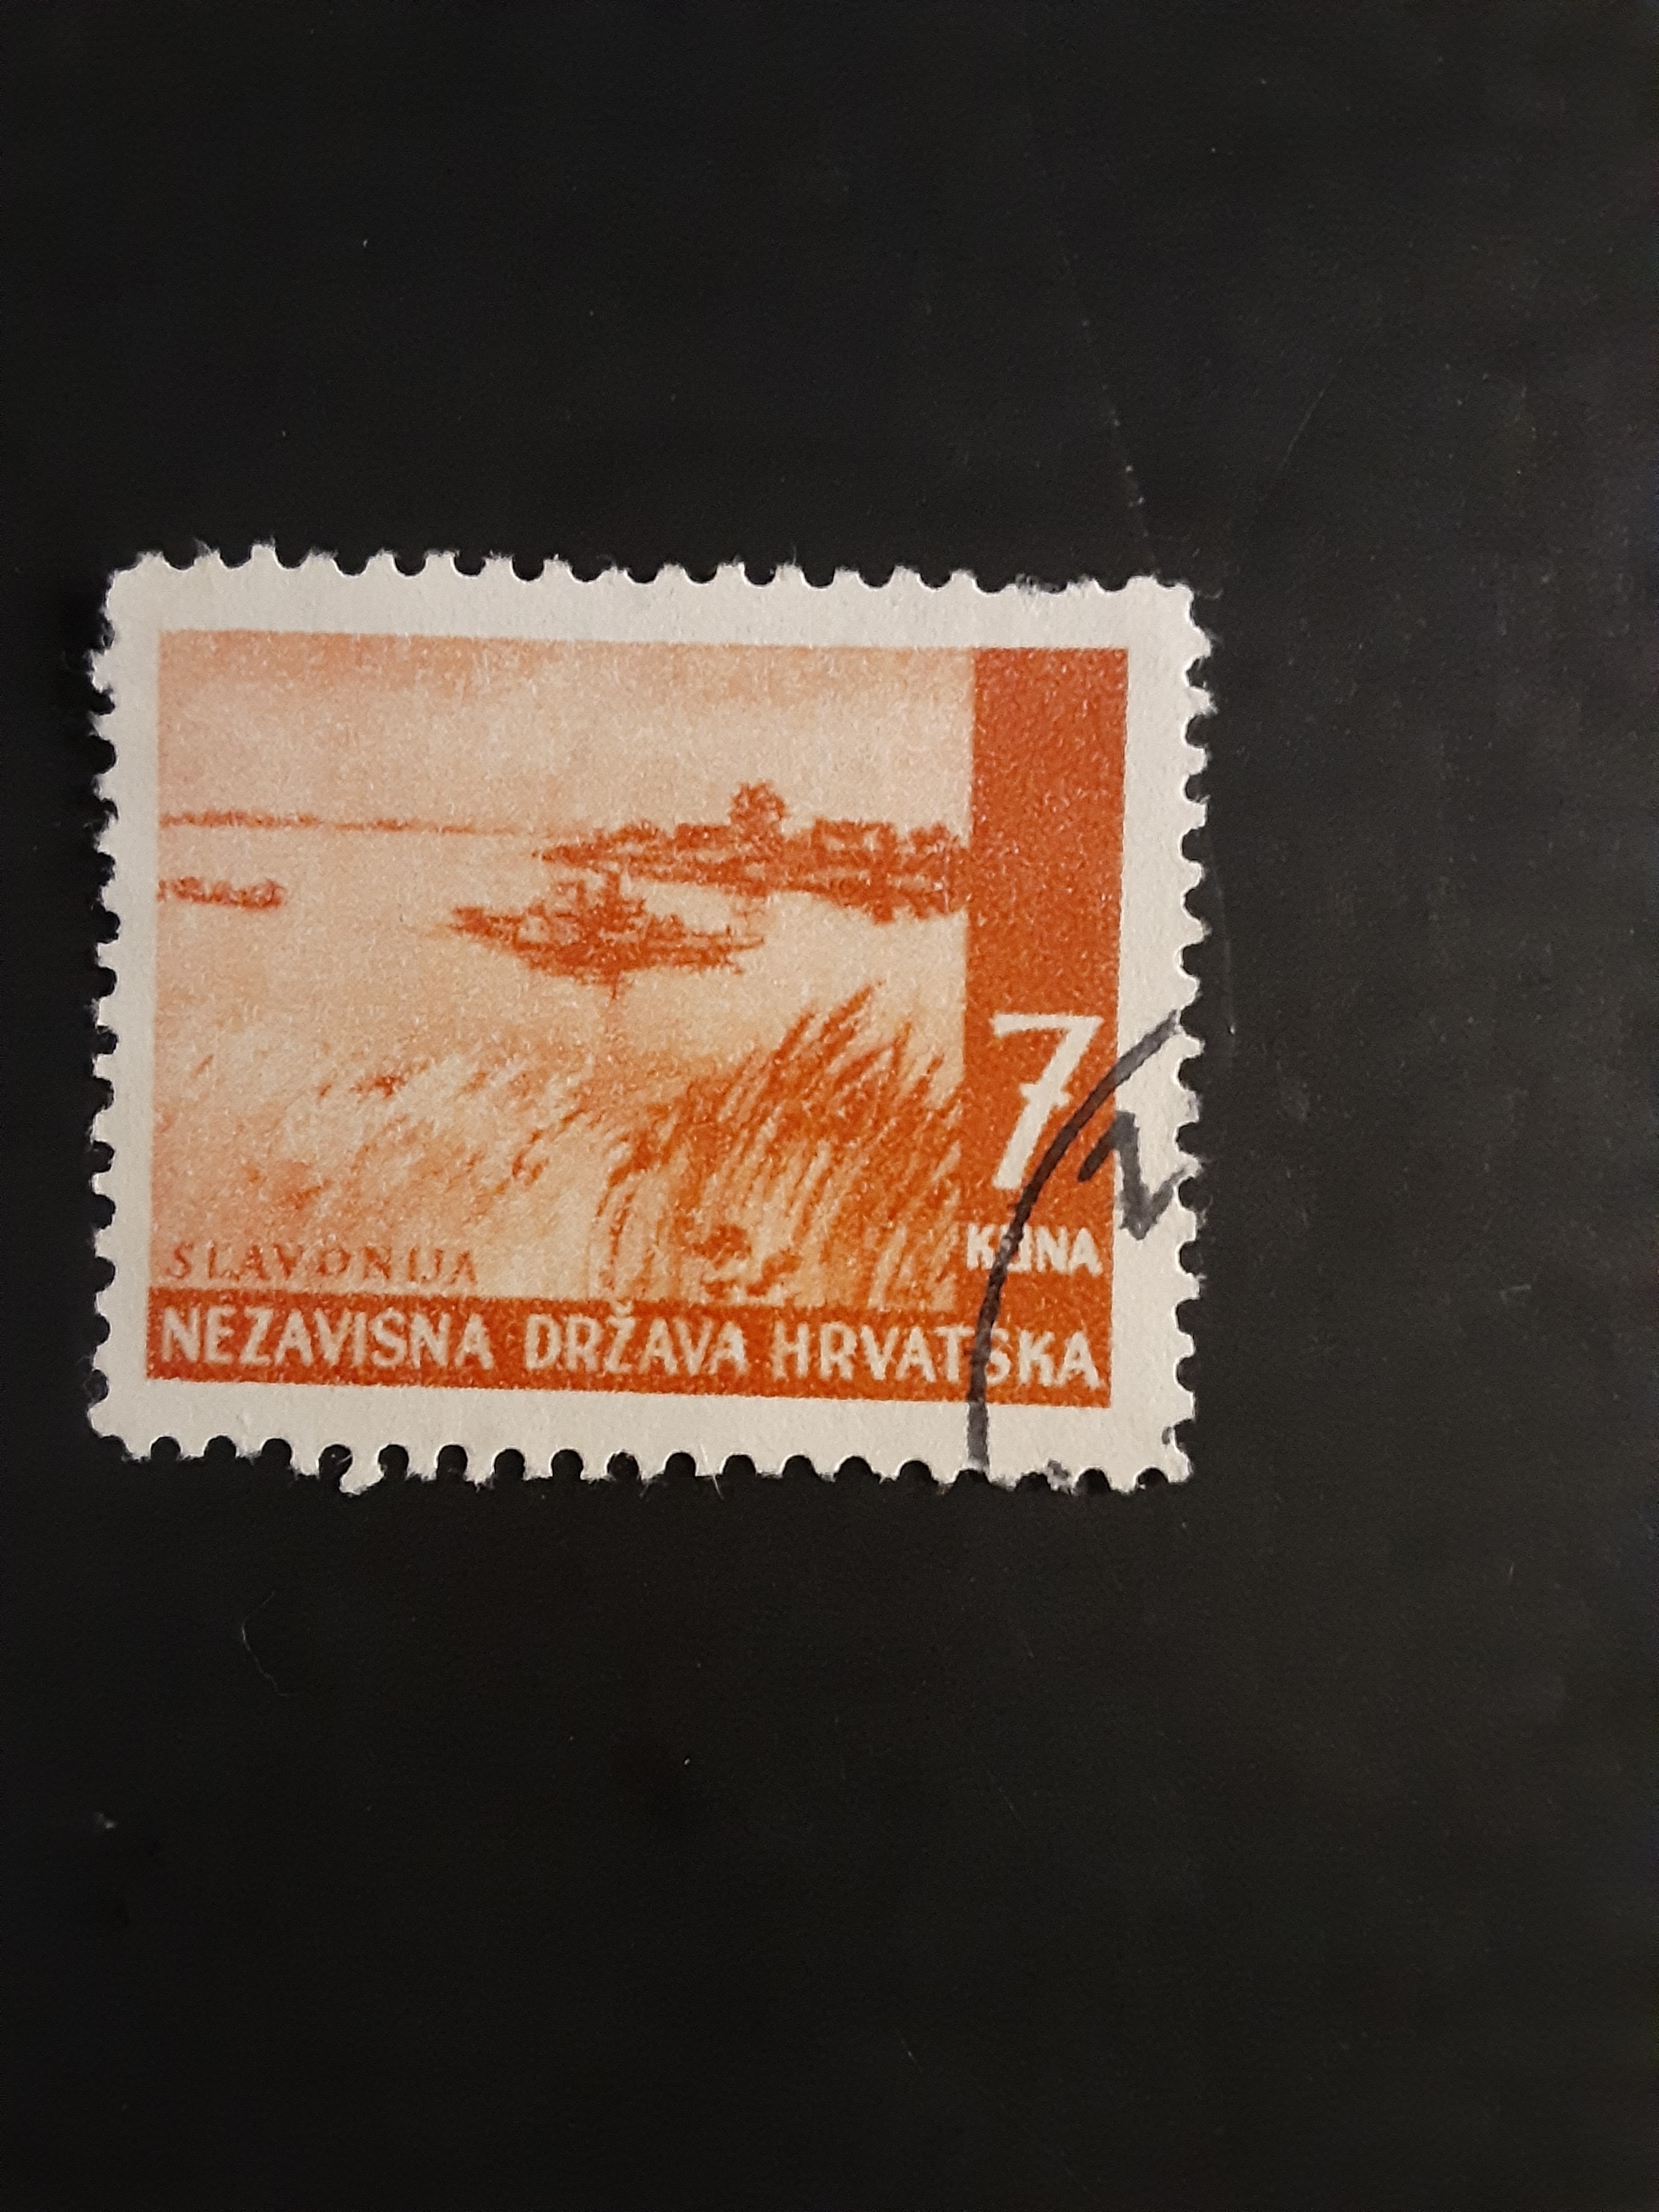 7
KUNA
SLAVONIJA
NEZAVISNA DRŽAVA HRVATSKA